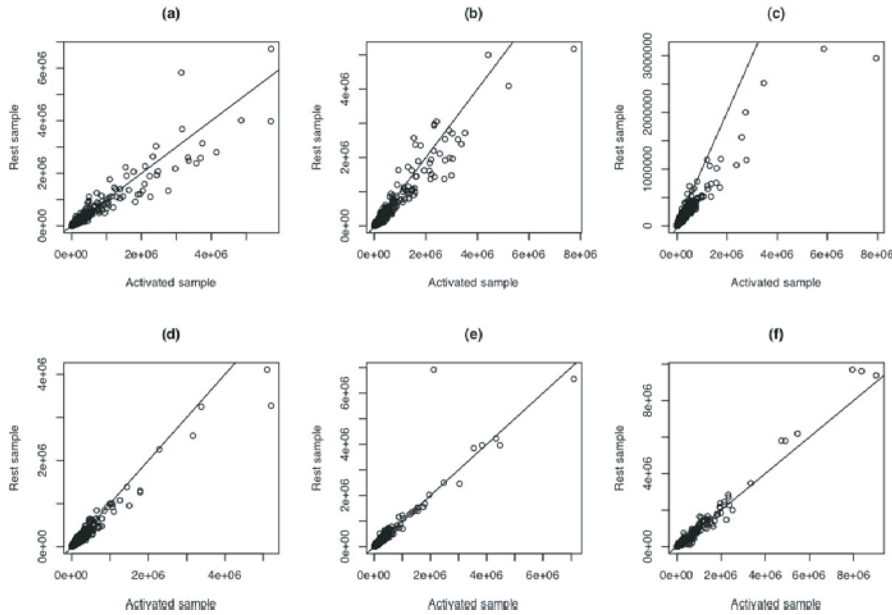 (a)
Rest sample
0e+00 2e+06 4e+06 6e+06
0e+00 2e+06 4e+06
Activated sample
(b)
Rest sample
0e+00 2e+06 4e+06
0e+00 2e+06 4e+06 6e+06 8e+06
Activated sample
(c)
Rest sample
0 1000000 2000000 3000000
0e+00 2e+06 4e+06 6e+06 8e+06
Activated sample
(d)
Rest sample
0e+00 2e+06 4e+06
0e+00 2e+06 4e+06
Activated sample
(e)
Rest sample
0e+00 2e+06 4e+06 6e+06
0e+00 2e+06 4e+06 6e+06
Activated sample
(f)
Rest sample
0e+00 4e+06 8e+06
0e+00 2e+06 4e+06 6e+06 8e+06
Activated sample